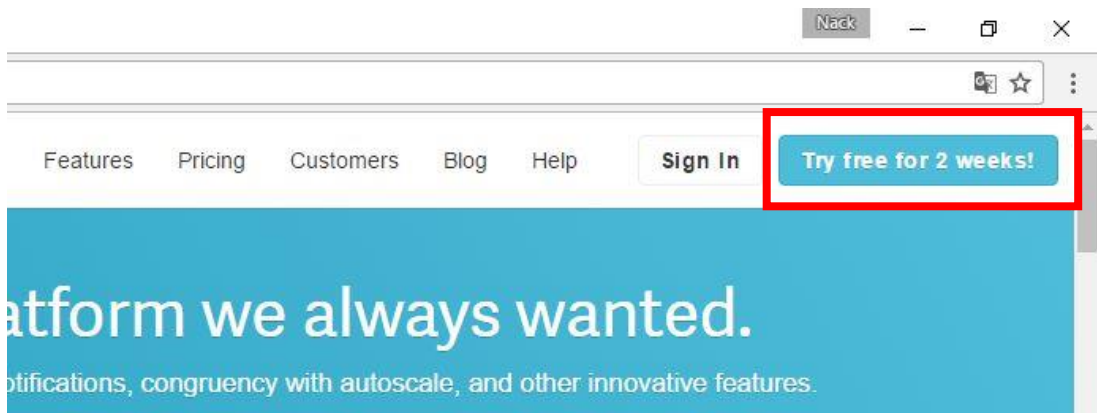 Nack
Features Pricing Customers Blog Help Sign In Try free for 2 weeks!
atform we always wanted.
otifications, congruency with autoscale, and other innovative features.